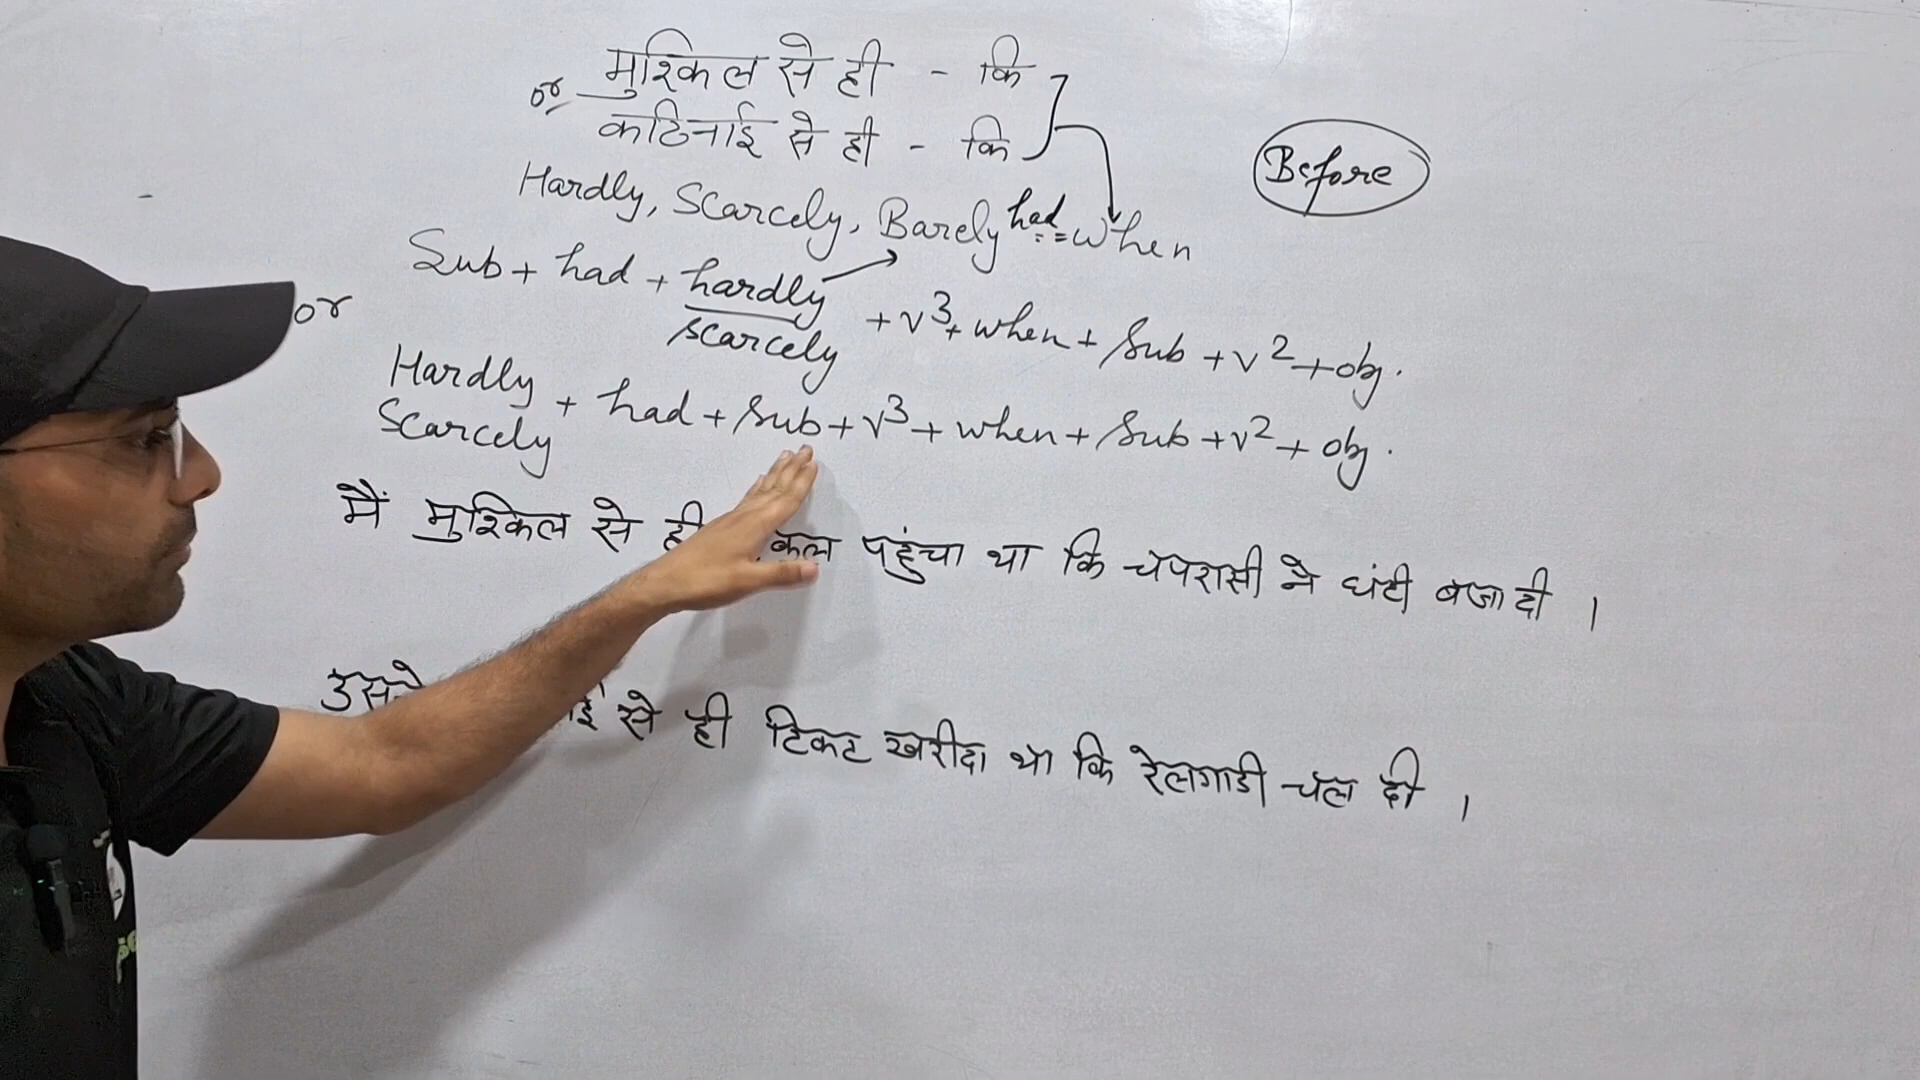 मुश्किल से ही - कि
or
कठिनाई से ही - कि
Before
Hardly, Scarcely, Barely had == when
Sub + had + hardly + v3 + when + Sub + v2 + obj.
scarcely
or
Hardly + had + Sub + v3 + when + Sub + v2 + obj.
Scarcely
मैं मुश्किल से ही पहुंचा था कि चपरासी ने घंटी बजा दी ।
से ही टिकट खरीदा था कि रेलगाडी चल दी ।